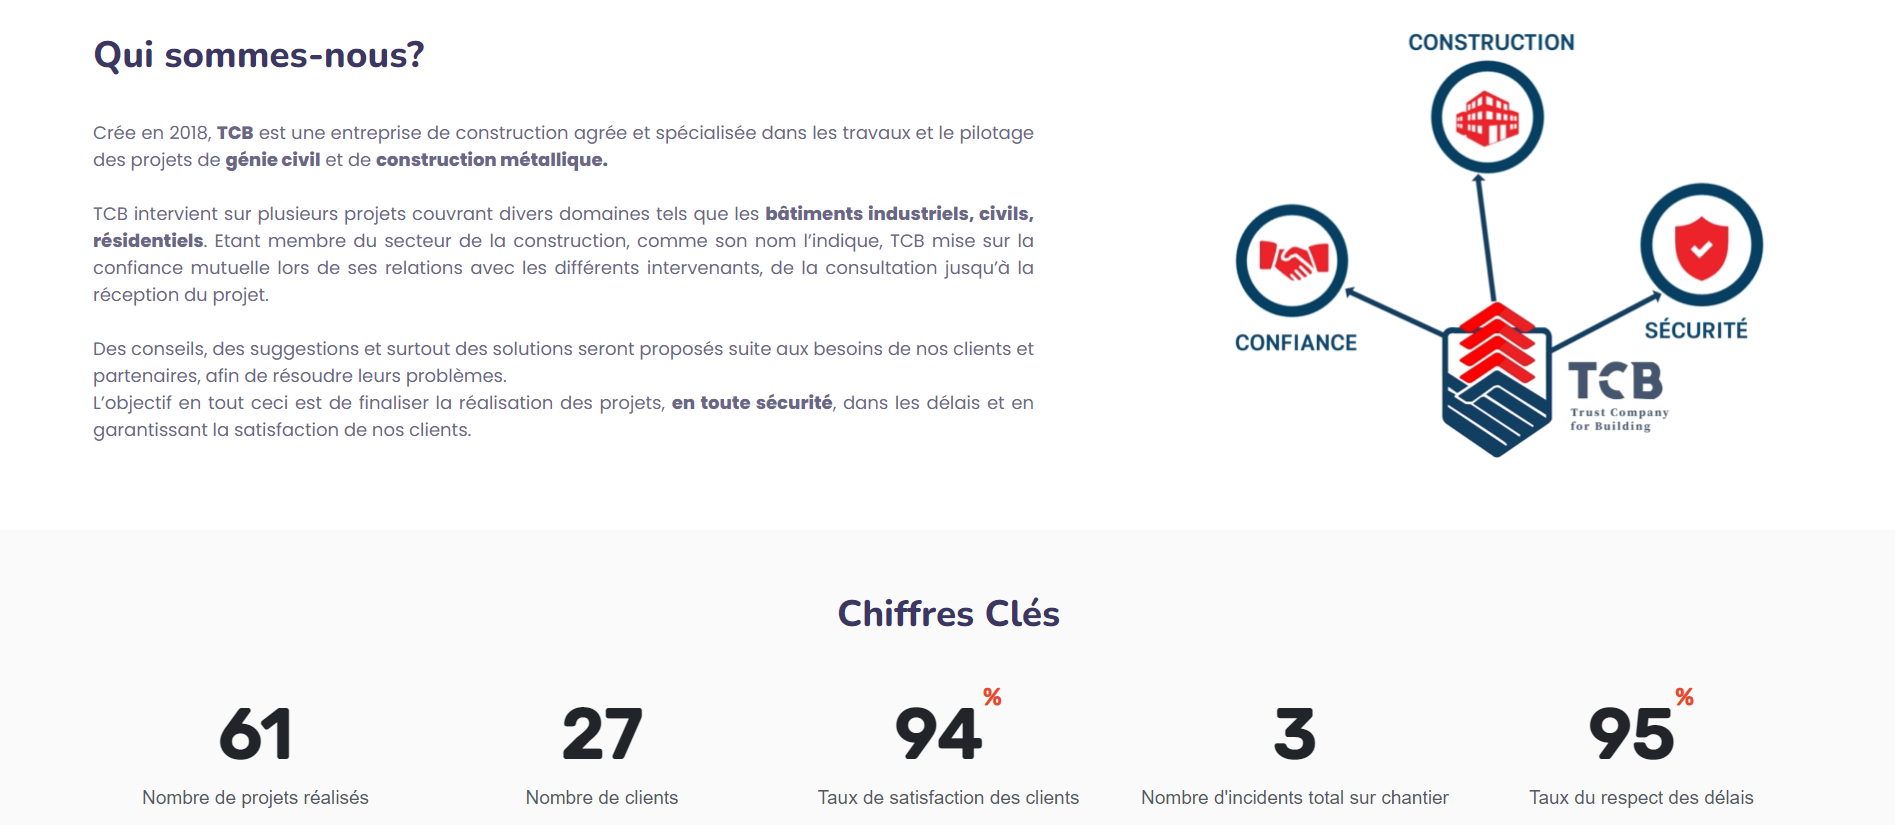 Qui sommes-nous?
Crée en 2018, TCB est une entreprise de construction agrée et spécialisée dans les travaux et le pilotage
des projets de génie civil et de construction métallique.
TCB intervient sur plusieurs projets couvrant divers domaines tels que les bâtiments industriels, civils,
résidentiels. Etant membre du secteur de la construction, comme son nom l’indique, TCB mise sur la
confiance mutuelle lors de ses relations avec les différents intervenants, de la consultation jusqu’à la
réception du projet.
Des conseils, des suggestions et surtout des solutions seront proposés suite aux besoins de nos clients et
partenaires, afin de résoudre leurs problèmes.
L’objectif en tout ceci est de finaliser la réalisation des projets, en toute sécurité, dans les délais et en
garantissant la satisfaction de nos clients.
CONSTRUCTION
CONFIANCE
SÉCURITÉ
TCB
Trust Company
for Building
Chiffres Clés
61
Nombre de projets réalisés
27
Nombre de clients
94%
Taux de satisfaction des clients
3
Nombre d'incidents total sur chantier
95%
Taux du respect des délais